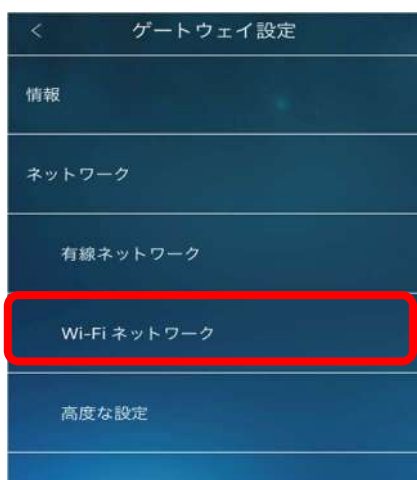 < ゲートウェイ設定
情報
ネットワーク
有線ネットワーク
Wi-Fi ネットワーク
高度な設定